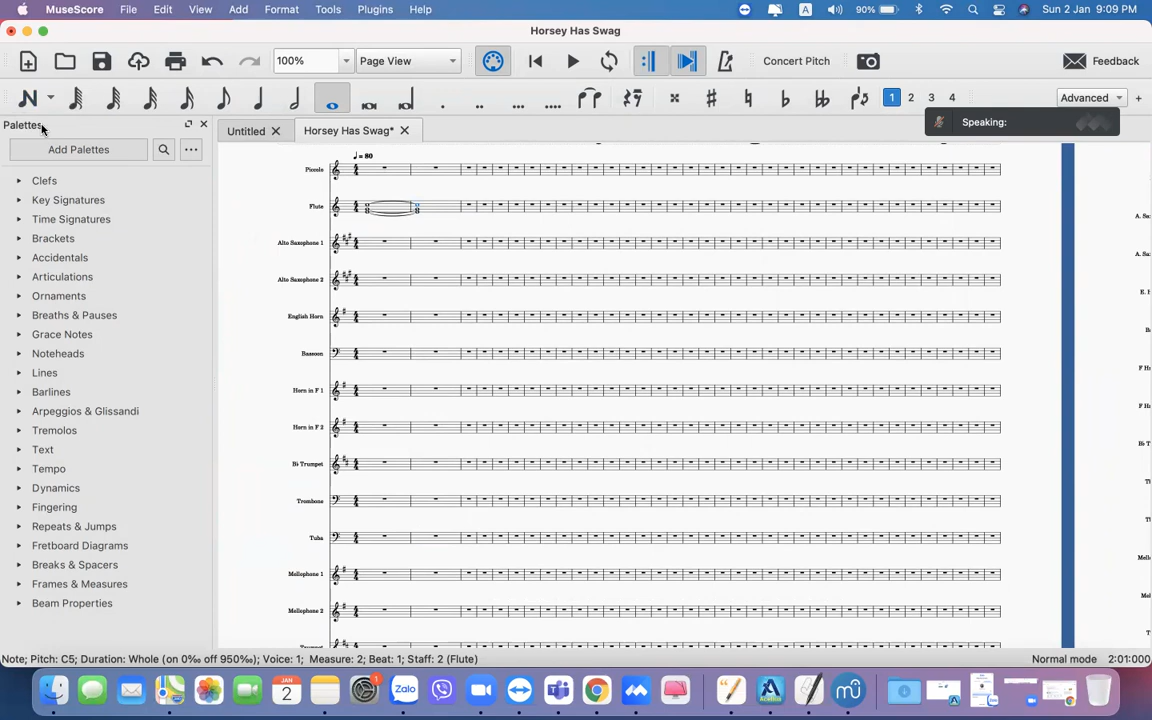 MuseScore File Edit View Add Format Tools Plugins Help 90% A Sun 2 Jan 9:09 PM
Horsey Has Swag
100% Page View Concert Pitch Feedback
1 2 3 4 Advanced +
Palettes
Untitled Horsey Has Swag*
Speaking:
Add Palettes
Clefs
Key Signatures
Time Signatures
Brackets
Accidentals
Articulations
Ornaments
Breaths & Pauses
Grace Notes
Noteheads
Lines
Barlines
Arpeggios & Glissandi
Tremolos
Text
Tempo
Dynamics
Fingering
Repeats & Jumps
Fretboard Diagrams
Breaks & Spacers
Frames & Measures
Beam Properties
= 80
Piccolo
Flute
Alto Saxophone 1
Alto Saxophone 2
English Horn
Bassoon
Horn in F 1
Horn in F 2
B♭ Trumpet
Trombone
Tuba
Mellophone 1
Mellophone 2
Note; Pitch: C5; Duration: Whole (on 0‰ off 950‰); Voice: 1; Measure: 2; Beat: 1; Staff: 2 (Flute) Normal mode 2:01:000
JAN
2
Zalo
1